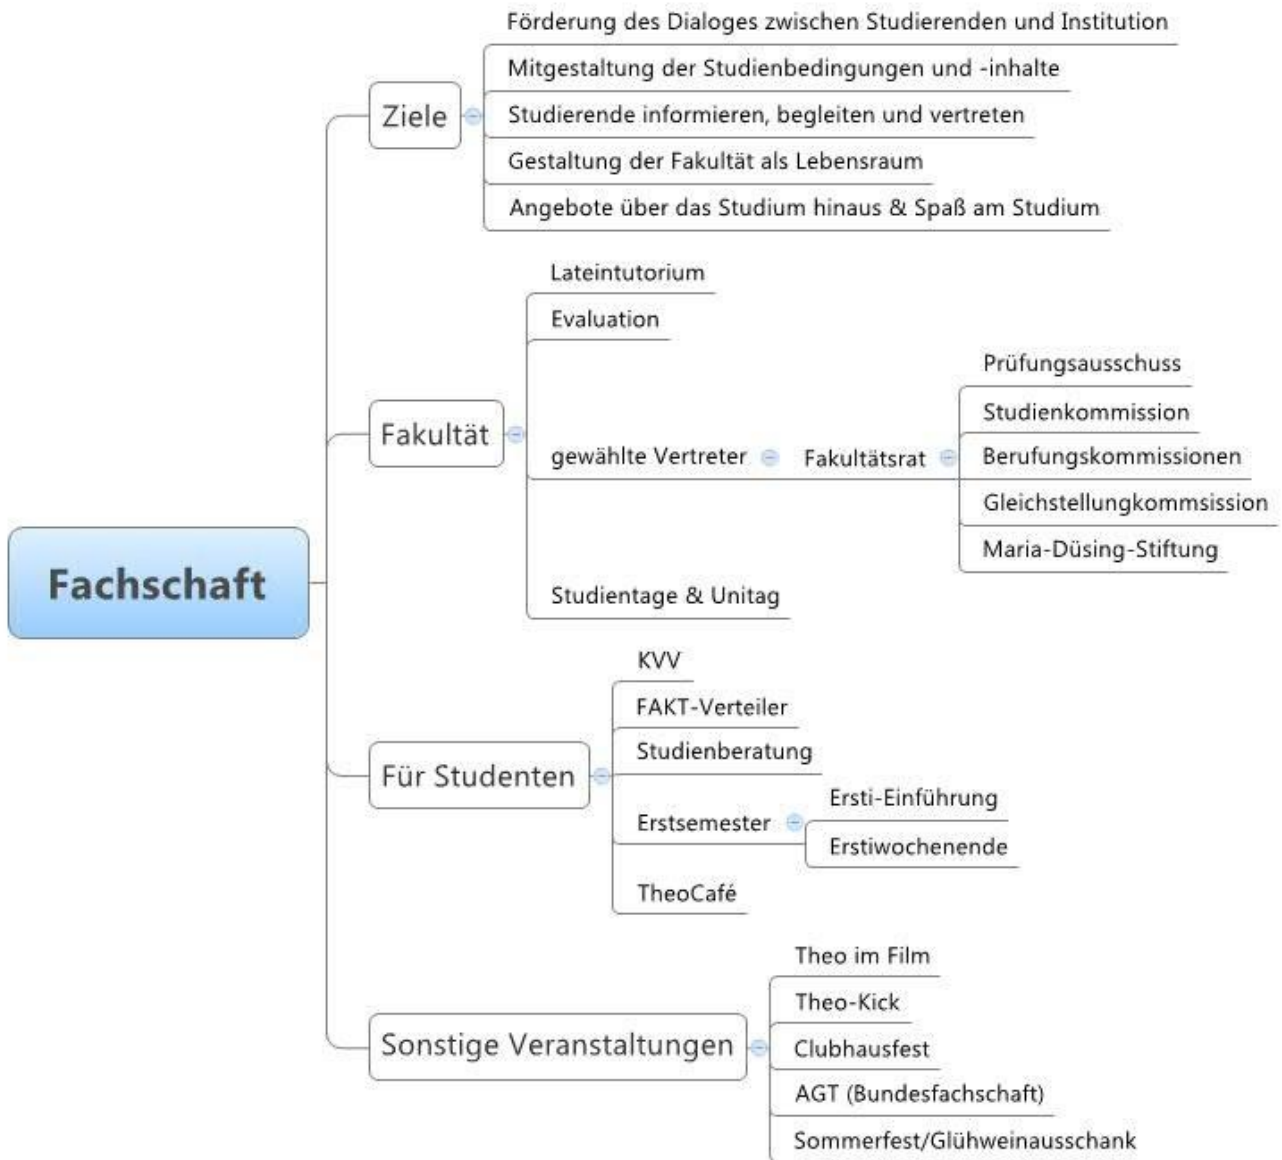 Fachschaft
Ziele
Förderung des Dialoges zwischen Studierenden und Institution
Mitgestaltung der Studienbedingungen und -inhalte
Studierende informieren, begleiten und vertreten
Gestaltung der Fakultät als Lebensraum
Angebote über das Studium hinaus & Spaß am Studium
Fakultät
Lateintutorium
Evaluation
gewählte Vertreter
Fakultätsrat
Prüfungsausschuss
Studienkommission
Berufungskommissionen
Gleichstellungkommsission
Maria-Düsing-Stiftung
Studientage & Unitag
Für Studenten
KVV
FAKT-Verteiler
Studienberatung
Erstsemester
Ersti-Einführung
Erstiwochenende
TheoCafé
Sonstige Veranstaltungen
Theo im Film
Theo-Kick
Clubhausfest
AGT (Bundesfachschaft)
Sommerfest/Glühweinausschank